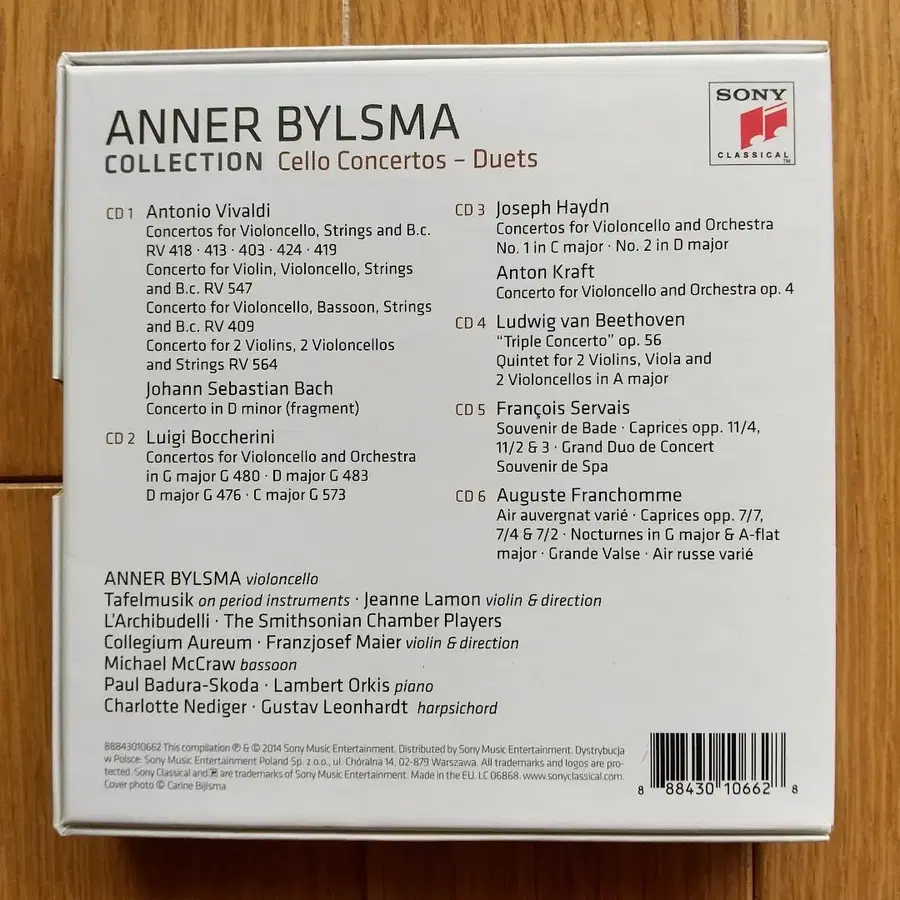 ANNER BYLSMA
COLLECTION Cello Concertos – Duets
SONY
CLASSICAL™
CD 1 Antonio Vivaldi
Concertos for Violoncello, Strings and B.c.
RV 418 · 413 · 403 · 424 · 419
Concerto for Violin, Violoncello, Strings
and B.c. RV 547
Concerto for Violoncello, Bassoon, Strings
and B.c. RV 409
Concerto for 2 Violins, 2 Violoncellos
and Strings RV 564
Johann Sebastian Bach
Concerto in D minor (fragment)
CD 2 Luigi Boccherini
Concertos for Violoncello and Orchestra
in G major G 480 · D major G 483
D major G 476 · C major G 573
CD 3 Joseph Haydn
Concertos for Violoncello and Orchestra
No. 1 in C major · No. 2 in D major
Anton Kraft
Concerto for Violoncello and Orchestra op. 4
CD 4 Ludwig van Beethoven
“Triple Concerto” op. 56
Quintet for 2 Violins, Viola and
2 Violoncellos in A major
CD 5 François Servais
Souvenir de Bade · Caprices opp. 11/4,
11/2 & 3 · Grand Duo de Concert
Souvenir de Spa
CD 6 Auguste Franchomme
Air auvergnat varié · Caprices opp. 7/7,
7/4 & 7/2 · Nocturnes in G major & A-flat
major · Grande Valse · Air russe varié
ANNER BYLSMA violoncello
Tafelmusik on period instruments · Jeanne Lamon violin & direction
L'Archibudelli · The Smithsonian Chamber Players
Collegium Aureum · Franzjosef Maier violin & direction
Michael McCraw bassoon
Paul Badura-Skoda · Lambert Orkis piano
Charlotte Nediger · Gustav Leonhardt harpsichord
88843010662 This compilation ℗ & © 2014 Sony Music Entertainment. Distributed by Sony Music Entertainment. Dystrybucja
w Polsce: Sony Music Entertainment Poland Sp. z o.o., ul. Chóralna 14, 02-879 Warszawa. All trademarks and logos are pro-
tected. Sony Classical and are trademarks of Sony Music Entertainment. Made in the EU. LC 06868. www.sonyclassical.com.
Cover photo © Carine Bijlsma
8 88430 10662 8